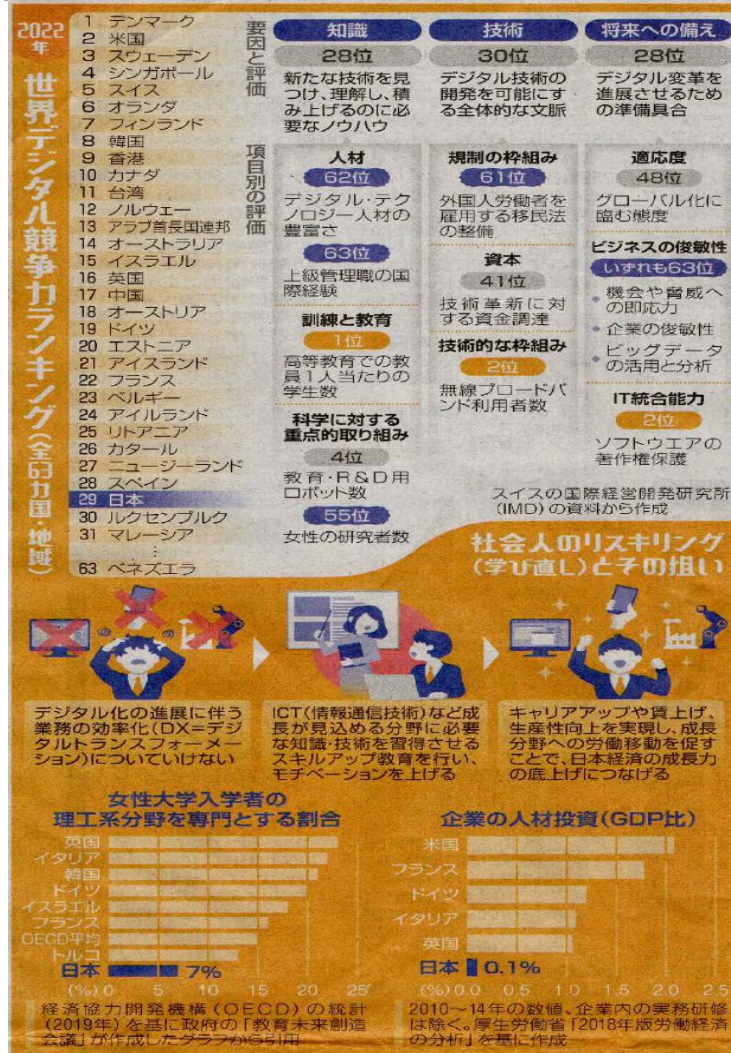 2022年 世界デジタル競争力ランキング(全63カ国・地域)
1 デンマーク
2 米国
3 スウェーデン
4 シンガポール
5 スイス
6 オランダ
7 フィンランド
8 韓国
9 香港
10 カナダ
11 台湾
12 ノルウェー
13 アラブ首長国連邦
14 オーストラリア
15 イスラエル
16 英国
17 中国
18 オーストリア
19 ドイツ
20 エストニア
21 アイスランド
22 フランス
23 ベルギー
24 アイルランド
25 リトアニア
26 カタール
27 ニュージーランド
28 スペイン
29 日本
30 ルクセンブルク
31 マレーシア
⋮
63 ベネズエラ
要因と評価
知識
28位
新たな技術を見
つけ、理解し、積
み上げるのに必
要なノウハウ
技術
30位
デジタル技術の
開発を可能にす
る全体的な文脈
将来への備え
28位
デジタル変革を
進展させるため
の準備具合
項目別の評価
人材
62位
デジタル・テク
ノロジー人材の
豊富さ
63位
上級管理職の国
際経験
訓練と教育
1位
高等教育での教
員1人当たりの
学生数
科学に対する
重点的取り組み
4位
教育・R&D用
ロボット数
55位
女性の研究者数
規制の枠組み
61位
外国人労働者を
雇用する移民法
の整備
資本
41位
技術革新に対
する資金調達
技術的な枠組み
2位
無線ブロードバ
ンド利用者数
適応度
48位
グローバル化に
臨む態度
ビジネスの俊敏性
いずれも63位
・機会や脅威へ
の即応力
・企業の俊敏性
・ビッグデータ
の活用と分析
IT統合能力
2位
ソフトウエアの
著作権保護
スイスの国際経営開発研究所
(IMD)の資料から作成
社会人のリスキリング
(学び直し)とその狙い
デジタル化の進展に伴う
業務の効率化(DX=デジ
タルトランスフォーメー
ション)についていけない
ICT(情報通信技術)など成
長が見込める分野に必要
な知識・技術を習得させる
スキルアップ教育を行い、
モチベーションを上げる
キャリアアップや賃上げ、
生産性向上を実現し、成長
分野への労働移動を促す
ことで、日本経済の成長力
の底上げにつなげる
女性大学入学者の
理工系分野を専門とする割合
英国
イタリア
韓国
ドイツ
イスラエル
フランス
OECD平均
トルコ
日本 7%
(%)0 5 10 15 20 25
経済協力開発機構(OECD)の統計
(2019年)を基に政府の「教育未来創造
会議」が作成したグラフから引用
企業の人材投資(GDP比)
米国
フランス
ドイツ
イタリア
英国
日本 0.1%
(%)0.0 0.5 1.0 1.5 2.0 2.5
2010〜14年の数値、企業内の実務研修
は除く。厚生労働省「2018年版労働経済
の分析」を基に作成